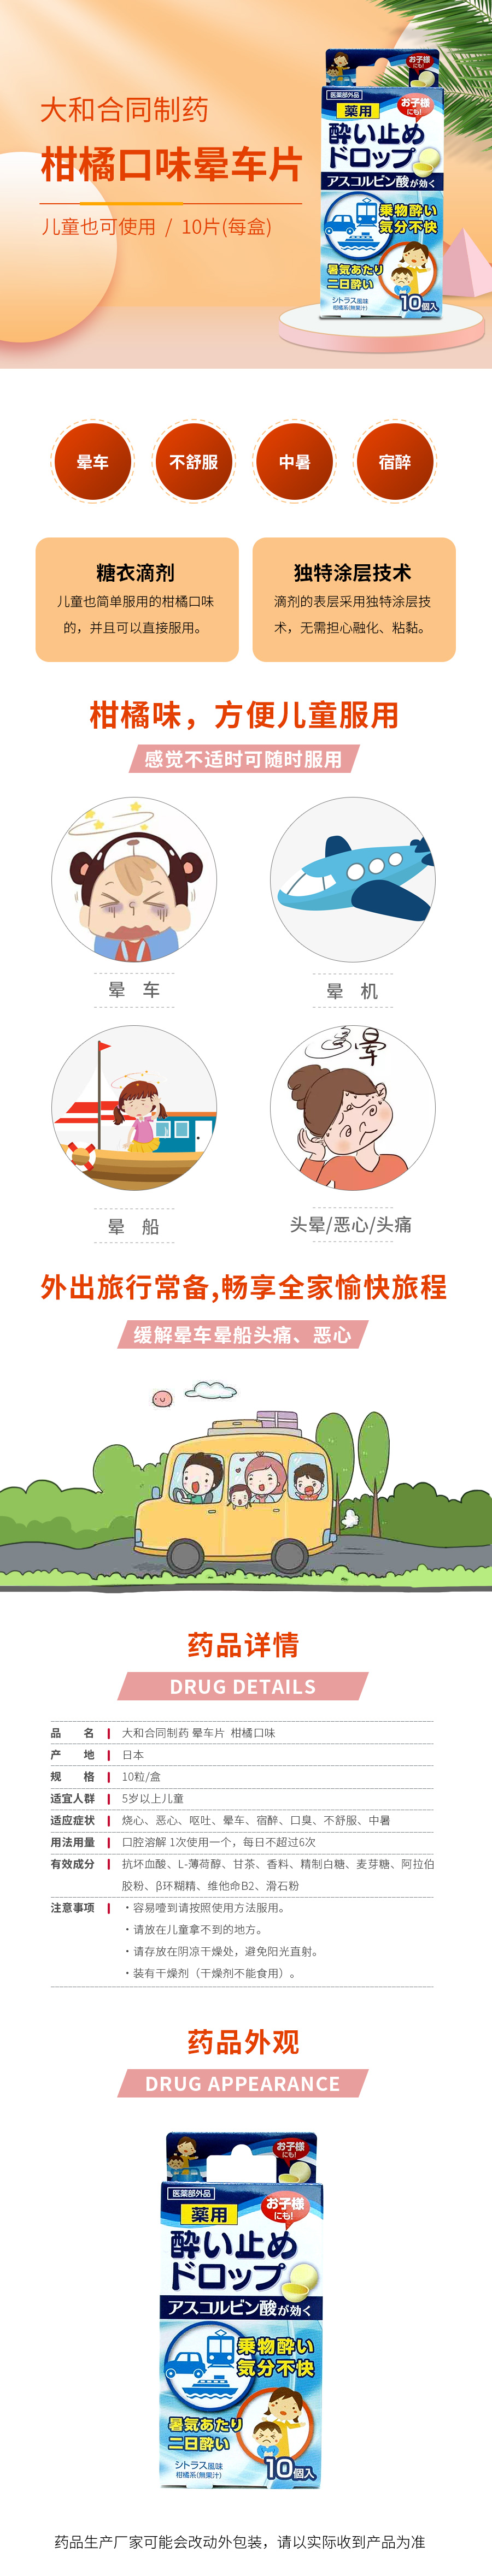 大和合同制药
柑橘口味晕车片
儿童也可使用 / 10片(每盒)
お子様
にも!
医薬部外品
薬用
お子様
にも!
酔い止め
ドロップ
アスコルビン酸が効く
乗物酔い
気分不快
暑気あたり
二日酔い
シトラス風味
柑橘系(無果汁)
10個入
晕车
不舒服
中暑
宿醉
糖衣滴剂
儿童也简单服用的柑橘口味
的，并且可以直接服用。
独特涂层技术
滴剂的表层采用独特涂层技
术，无需担心融化、粘黏。
柑橘味，方便儿童服用
感觉不适时可随时服用
晕 车
晕 机
晕
晕 船
头晕/恶心/头痛
外出旅行常备,畅享全家愉快旅程
缓解晕车晕船头痛、恶心
药品详情
DRUG DETAILS
品 名 大和合同制药 晕车片 柑橘口味
产 地 日本
规 格 10粒/盒
适宜人群 5岁以上儿童
适应症状 烧心、恶心、呕吐、晕车、宿醉、口臭、不舒服、中暑
用法用量 口腔溶解 1次使用一个，每日不超过6次
有效成分 抗坏血酸、L-薄荷醇、甘茶、香料、精制白糖、麦芽糖、阿拉伯
胶粉、β环糊精、维他命B2、滑石粉
注意事项 ・容易噎到请按照使用方法服用。
・请放在儿童拿不到的地方。
・请存放在阴凉干燥处，避免阳光直射。
・装有干燥剂（干燥剂不能食用）。
药品外观
DRUG APPEARANCE
お子様
にも!
医薬部外品
薬用
お子様
にも!
酔い止め
ドロップ
アスコルビン酸が効く
乗物酔い
気分不快
暑気あたり
二日酔い
シトラス風味
柑橘系(無果汁)
10個入
药品生产厂家可能会改动外包装，请以实际收到产品为准